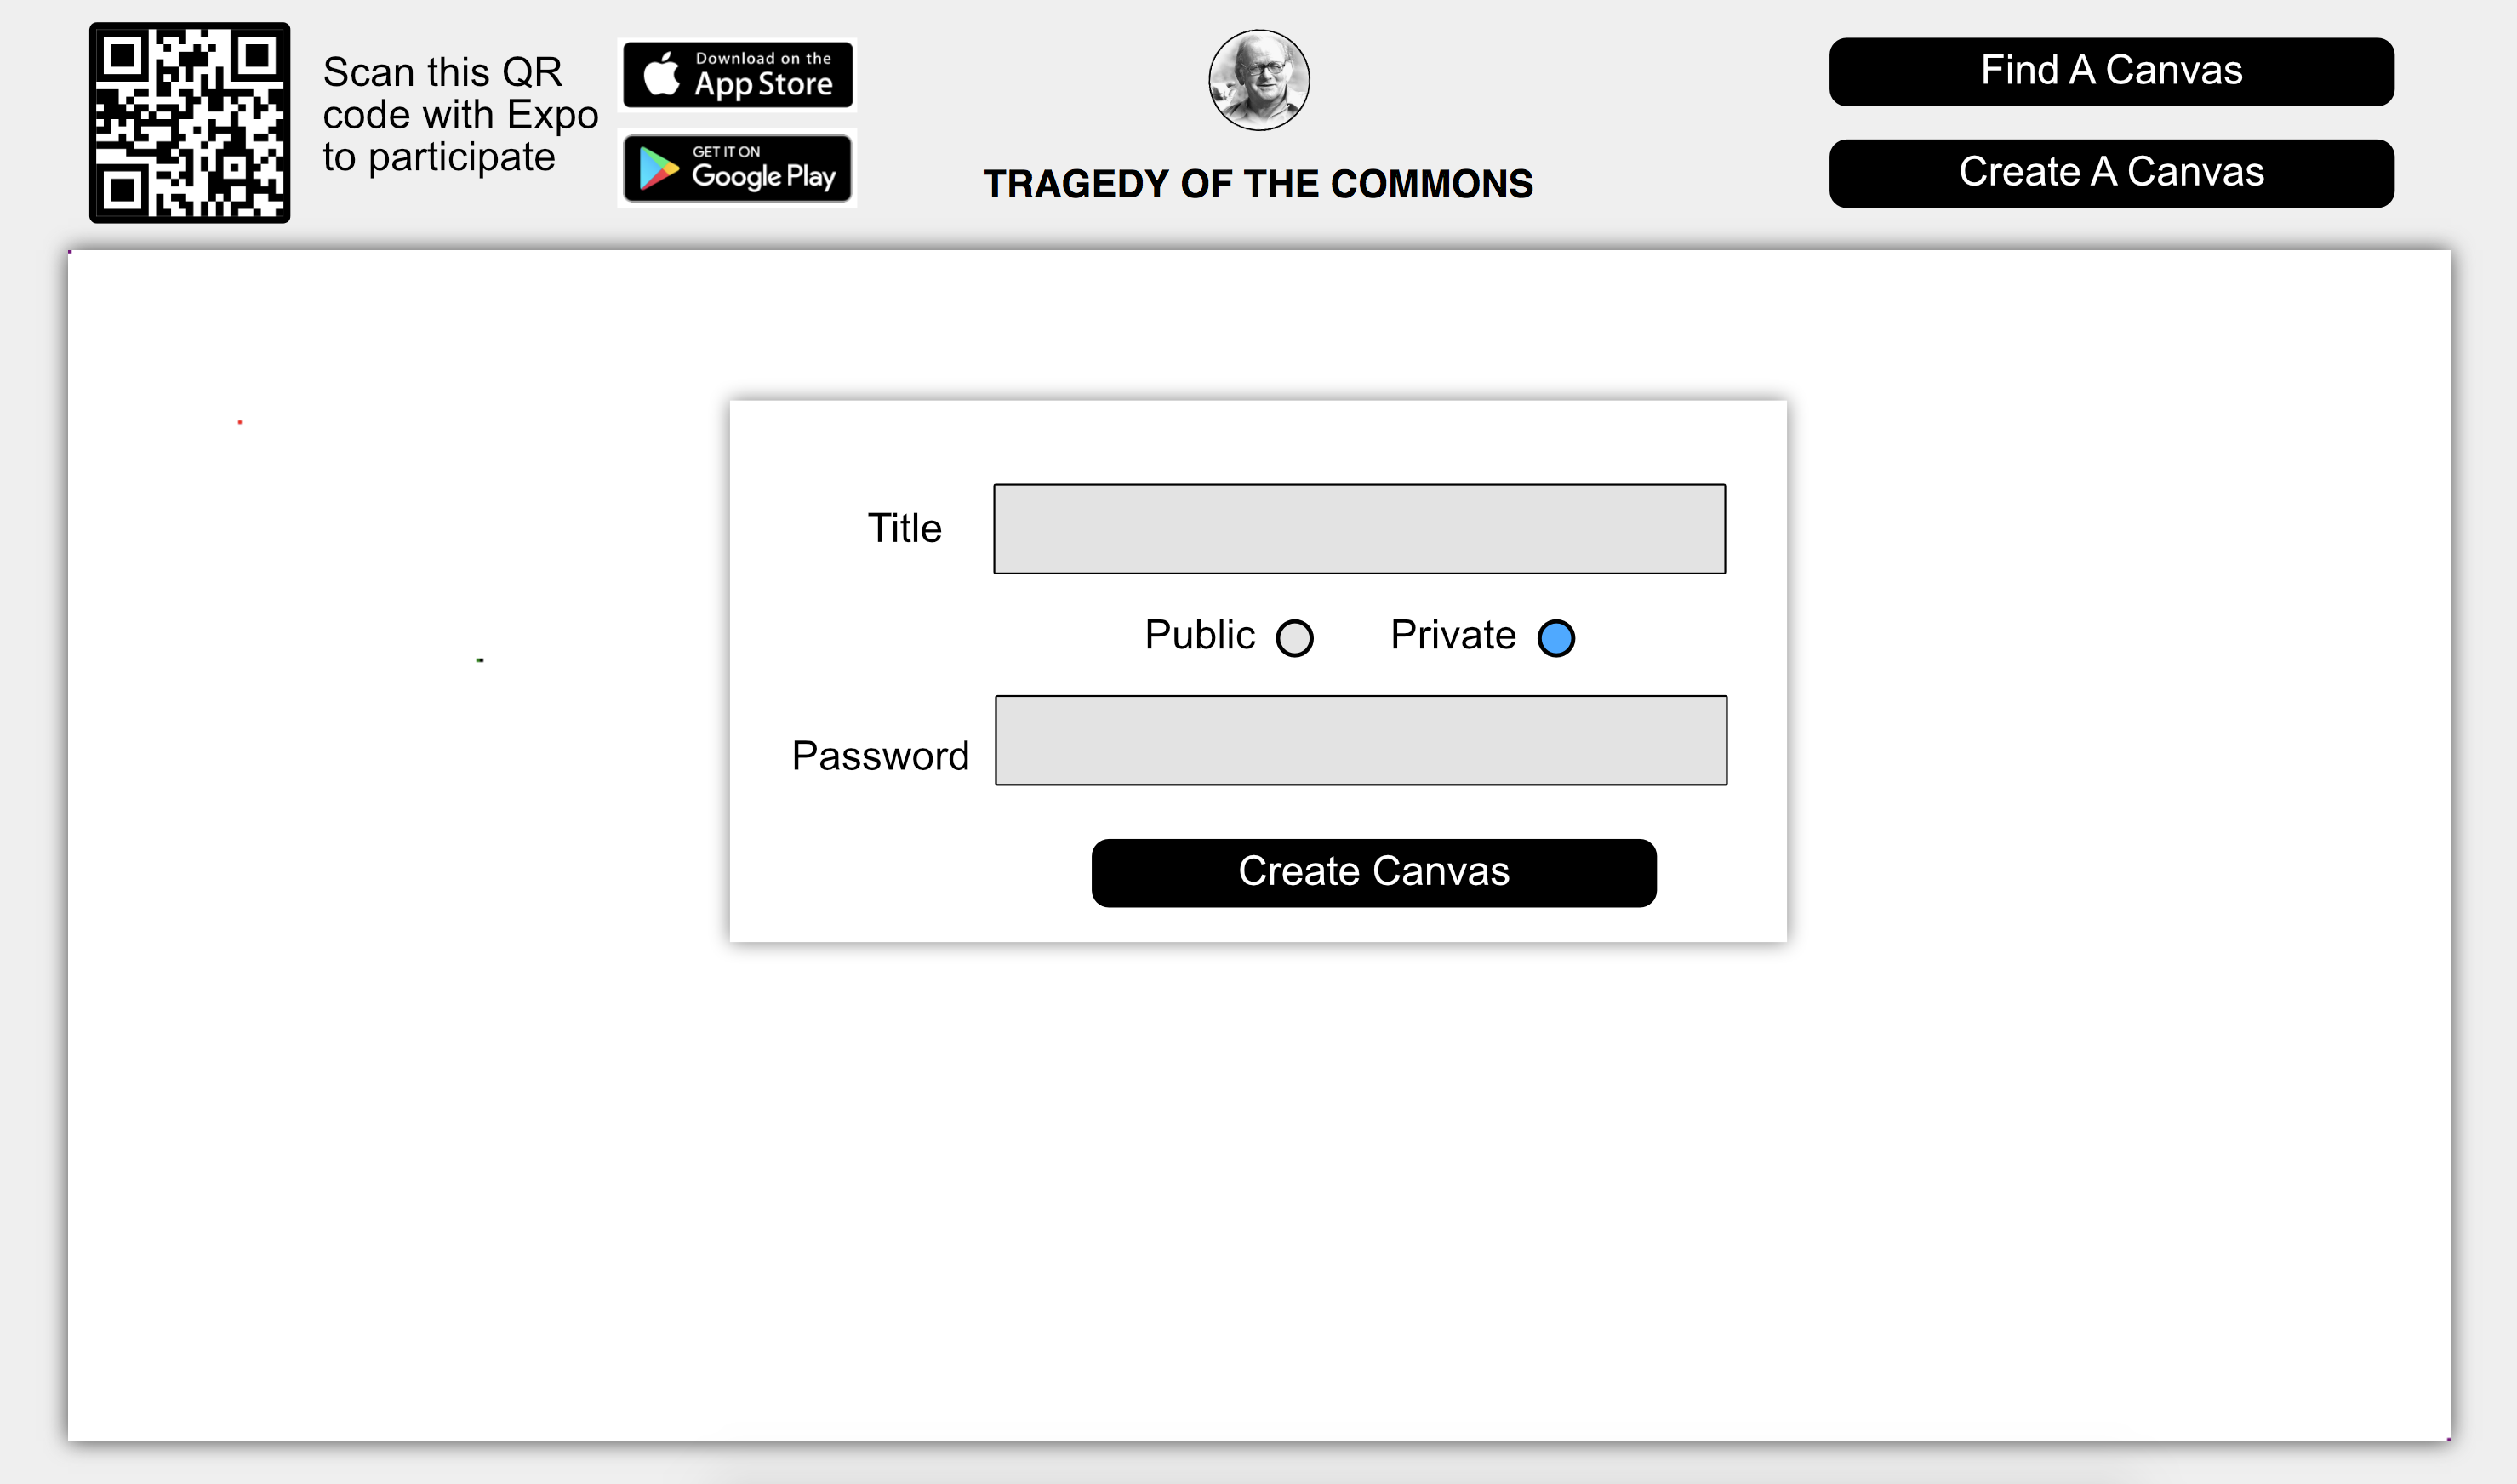 Scan this QR
code with Expo
to participate
Download on the
App Store
GET IT ON
Google Play
TRAGEDY OF THE COMMONS
Find A Canvas
Create A Canvas
Title
Public
Private
Password
Create Canvas